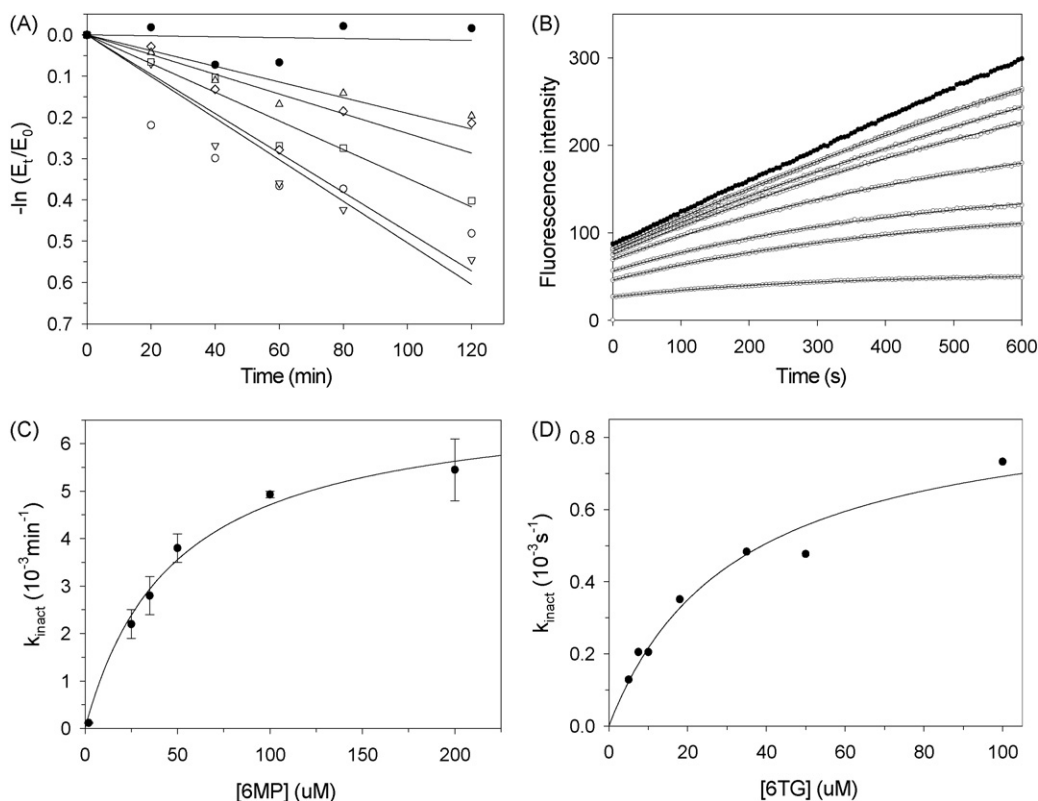 (A)
-ln (Eₜ/E₀)
0.0
0.1
0.2
0.3
0.4
0.5
0.6
0.7
0 20 40 60 80 100 120
Time (min)
(B)
Fluorescence intensity
300
200
100
0
0 100 200 300 400 500 600
Time (s)
(C)
k_inact (10⁻³min⁻¹)
6
5
4
3
2
1
0
0 50 100 150 200
[6MP] (uM)
(D)
k_inact (10⁻³s⁻¹)
0.8
0.6
0.4
0.2
0.0
0 20 40 60 80 100
[6TG] (uM)